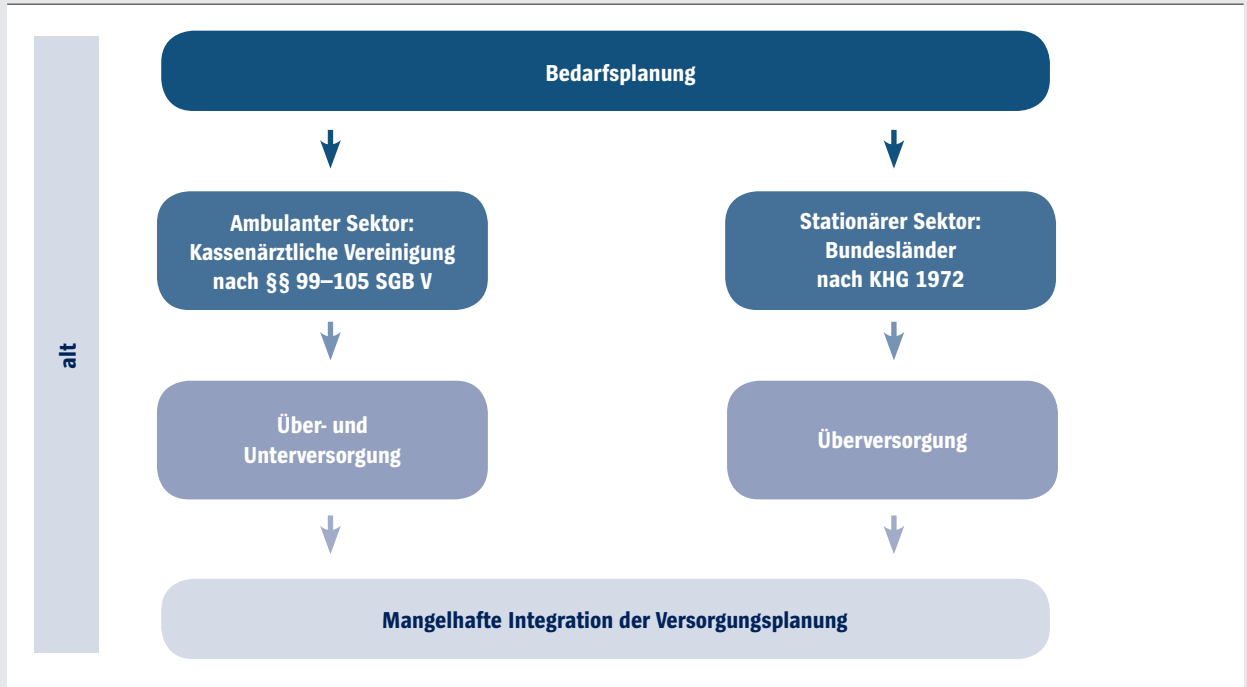 Bedarfsplanung
Ambulanter Sektor:
Kassenärztliche Vereinigung
nach §§ 99–105 SGB V
Stationärer Sektor:
Bundesländer
nach KHG 1972
alt
Über- und
Unterversorgung
Überversorgung
Mangelhafte Integration der Versorgungsplanung